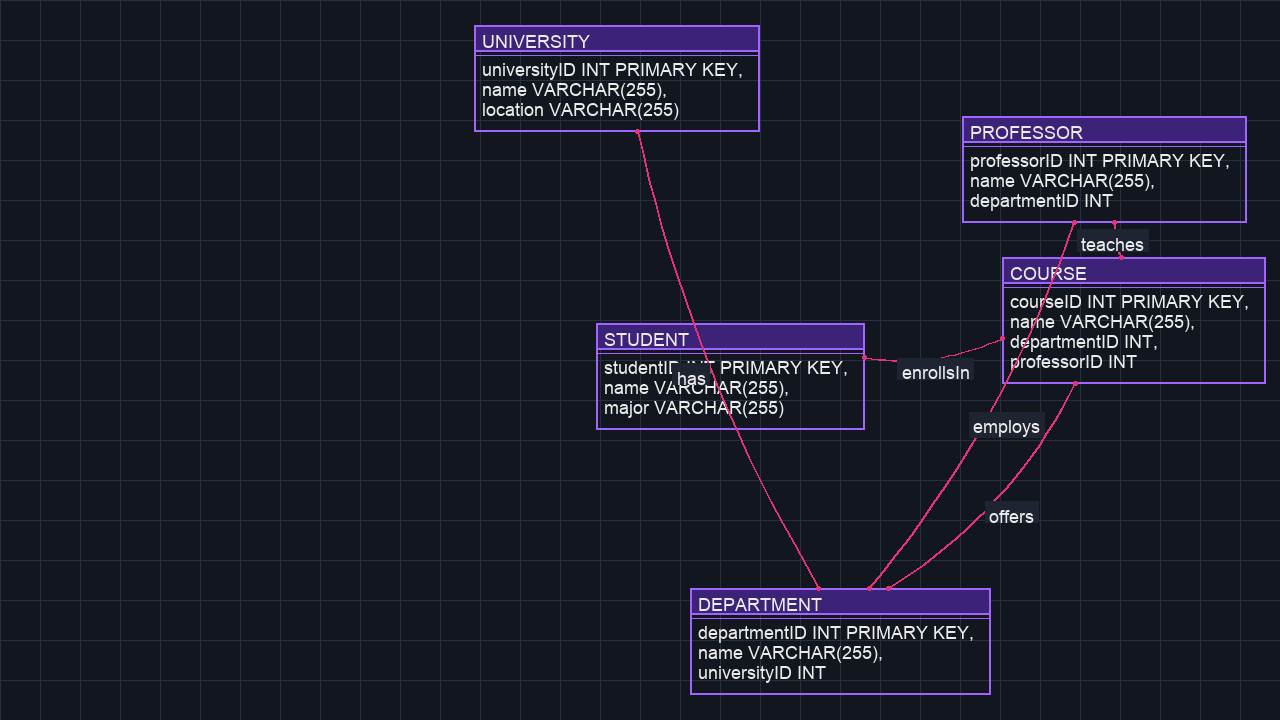 UNIVERSITY
universityID INT PRIMARY KEY,
name VARCHAR(255),
location VARCHAR(255)
PROFESSOR
professorID INT PRIMARY KEY,
name VARCHAR(255),
departmentID INT
teaches
COURSE
courseID INT PRIMARY KEY,
name VARCHAR(255),
departmentID INT,
professorID INT
STUDENT
studentID INT PRIMARY KEY,
name VARCHAR(255),
major VARCHAR(255)
has
enrollsIn
employs
offers
DEPARTMENT
departmentID INT PRIMARY KEY,
name VARCHAR(255),
universityID INT